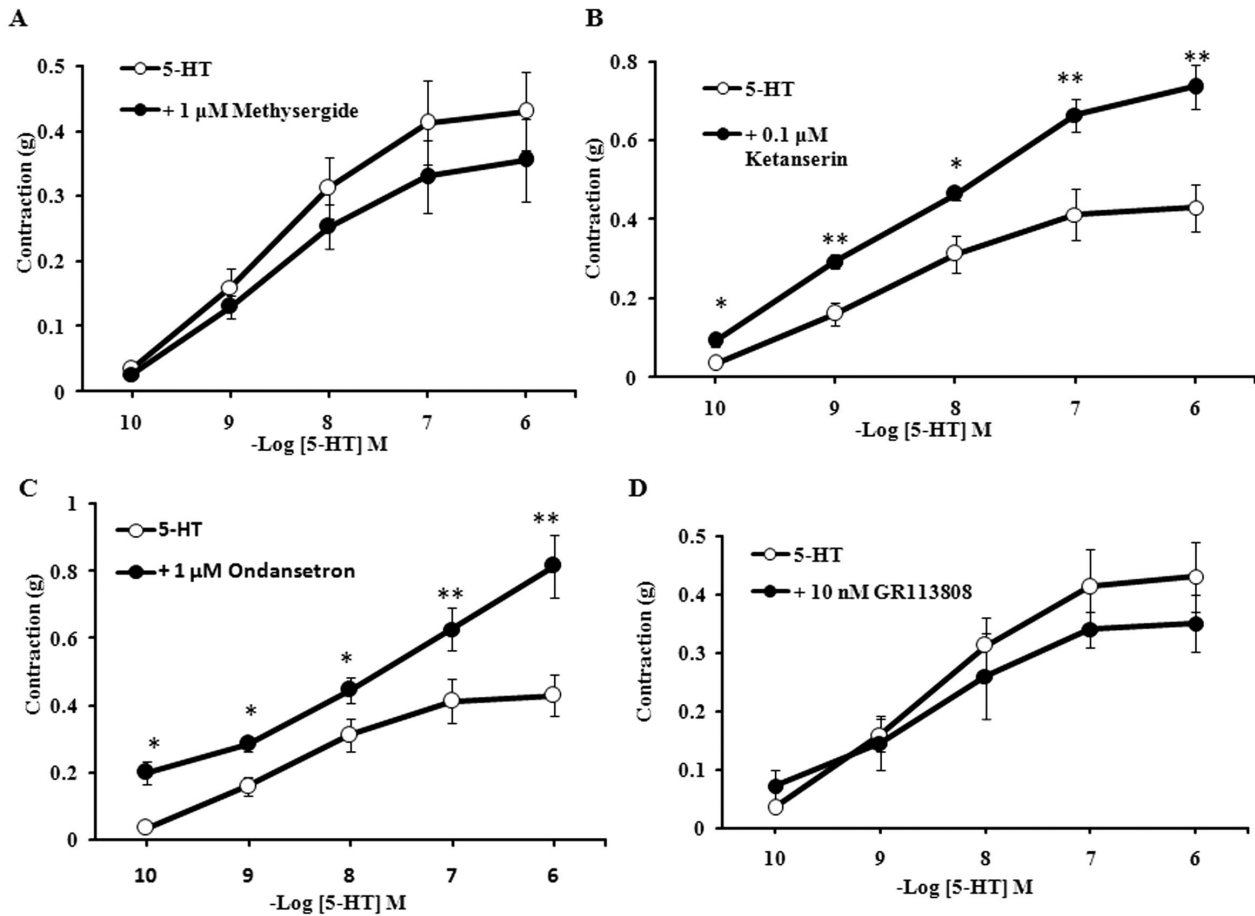 A
5-HT
+ 1 µM Methysergide
Contraction (g)
0.5
0.4
0.3
0.2
0.1
0
10 9 8 7 6
-Log [5-HT] M
B
5-HT
+ 0.1 µM
Ketanserin
Contraction (g)
0.8
0.6
0.4
0.2
0
*
**
*
**
**
10 9 8 7 6
-Log [5-HT] M
C
5-HT
+ 1 µM Ondansetron
Contraction (g)
1
0.8
0.6
0.4
0.2
0
*
*
*
**
**
10 9 8 7 6
-Log [5-HT] M
D
5-HT
+ 10 nM GR113808
Contraction (g)
0.5
0.4
0.3
0.2
0.1
0
10 9 8 7 6
-Log [5-HT] M